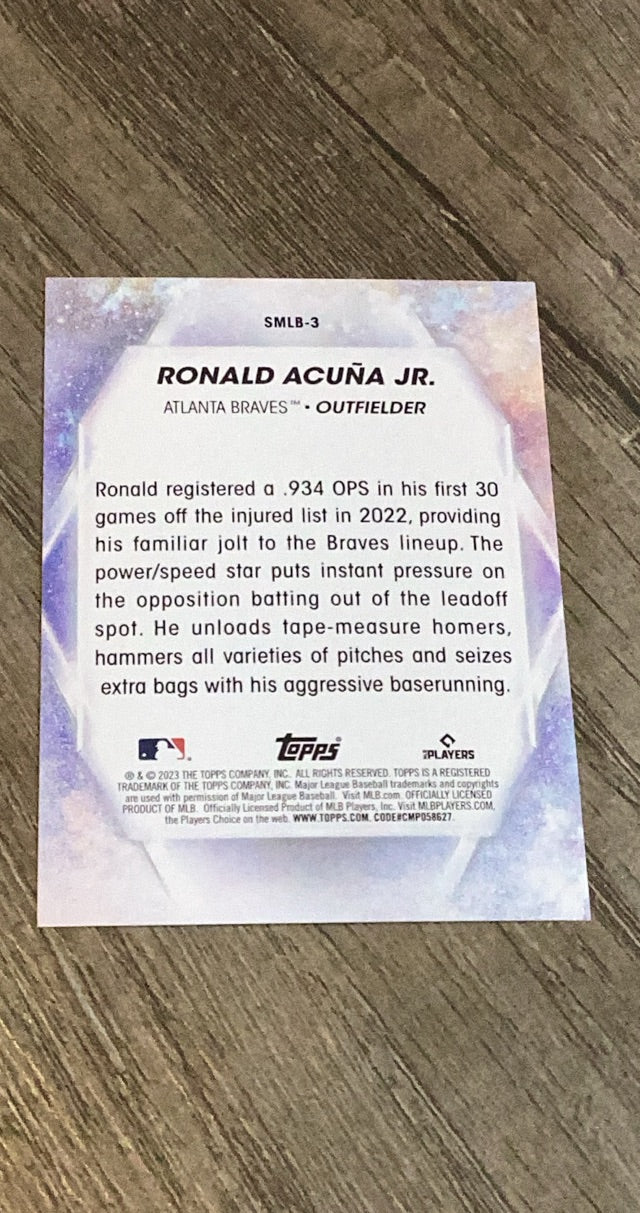 SMLB-3
RONALD ACUÑA JR.
ATLANTA BRAVES™ • OUTFIELDER
Ronald registered a .934 OPS in his first 30
games off the injured list in 2022, providing
his familiar jolt to the Braves lineup. The
power/speed star puts instant pressure on
the opposition batting out of the leadoff
spot. He unloads tape-measure homers,
hammers all varieties of pitches and seizes
extra bags with his aggressive baserunning.
Topps® PLAYERS
® & © 2023 THE TOPPS COMPANY, INC. ALL RIGHTS RESERVED. TOPPS IS A REGISTERED
TRADEMARK OF THE TOPPS COMPANY, INC. Major League Baseball trademarks and copyrights
are used with permission of Major League Baseball. Visit MLB.com. OFFICIALLY LICENSED
PRODUCT OF MLB. Officially Licensed Product of MLB Players, Inc. Visit MLBPLAYERS.COM,
the Players Choice on the web. WWW.TOPPS.COM. CODE#CMP058627.